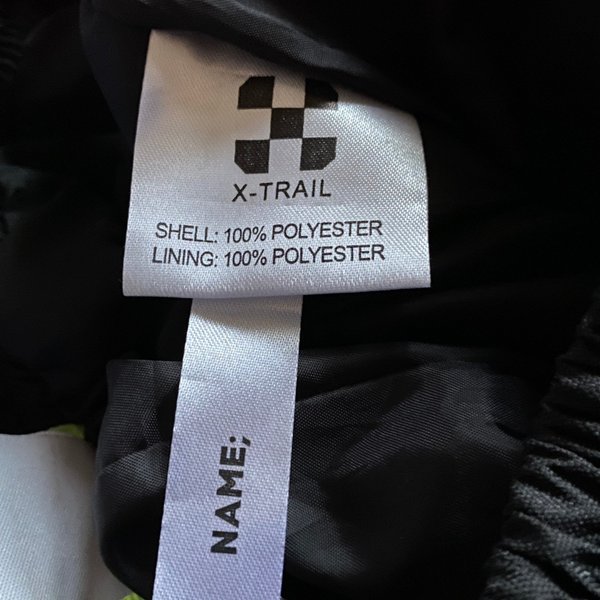 X-TRAIL
SHELL: 100% POLYESTER
LINING: 100% POLYESTER
NAME;